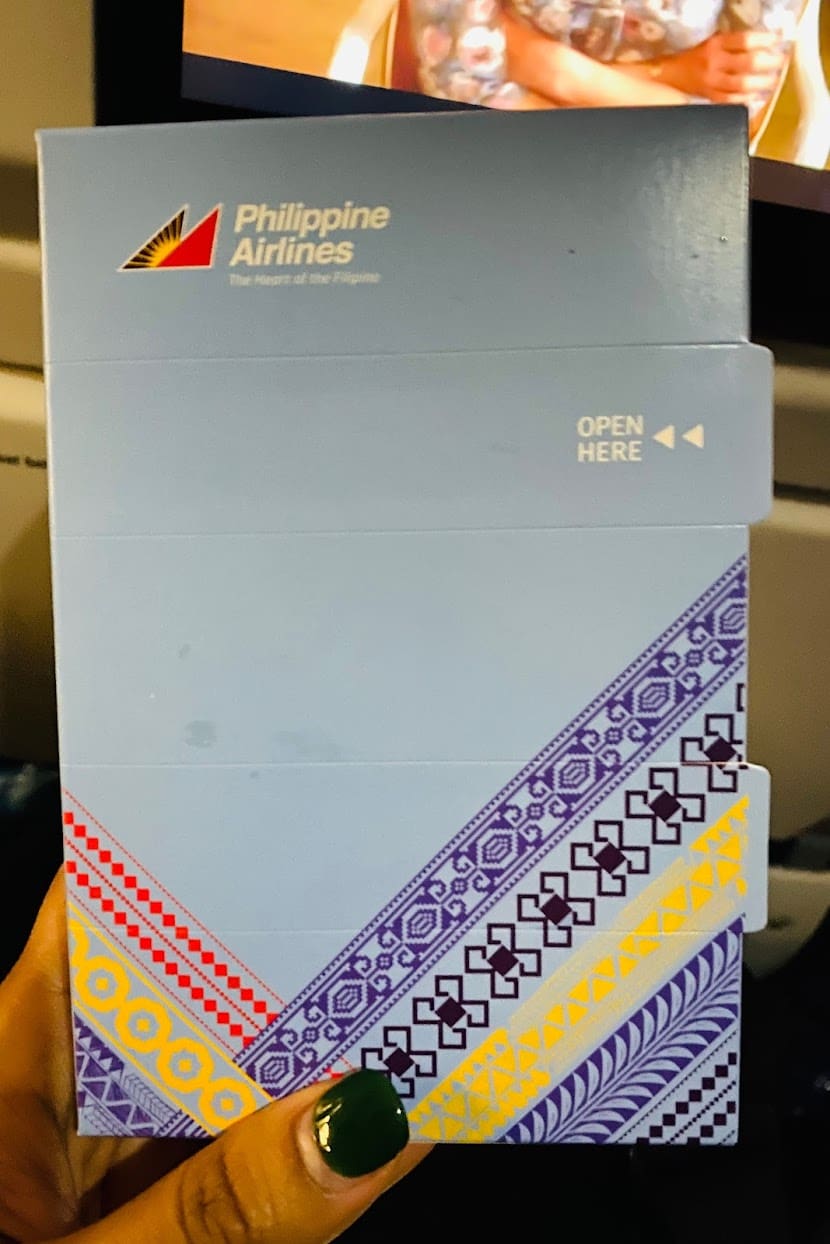 Philippine
Airlines
The Heart of the Filipino
OPEN
HERE